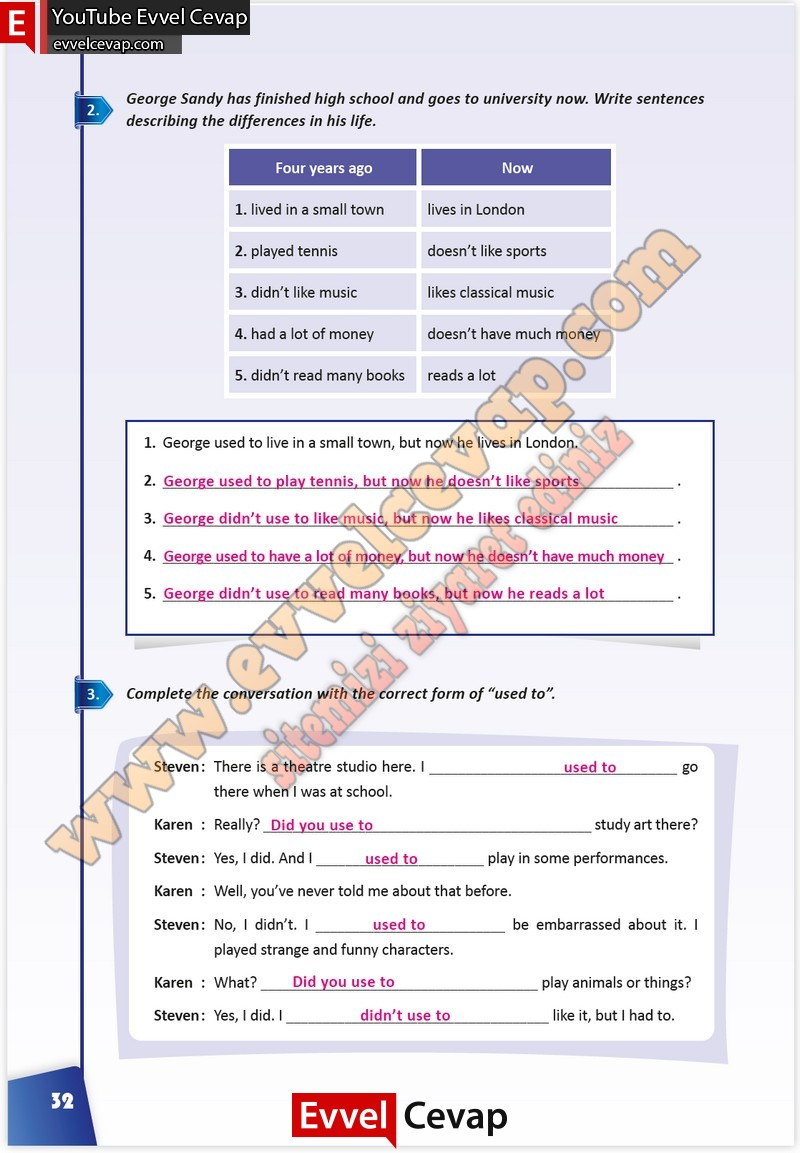 E YouTube Evvel Cevap
evvelcevap.com
2. George Sandy has finished high school and goes to university now. Write sentences
describing the differences in his life.
Four years ago Now
1. lived in a small town lives in London
2. played tennis doesn't like sports
3. didn't like music likes classical music
4. had a lot of money doesn't have much money
5. didn't read many books reads a lot
1. George used to live in a small town, but now he lives in London.
2. George used to play tennis, but now he doesn't like sports .
3. George didn't use to like music, but now he likes classical music .
4. George used to have a lot of money, but now he doesn't have much money .
5. George didn't use to read many books, but now he reads a lot .
www.evvelcevap.com
sitemizi ziyaret ediniz
3. Complete the conversation with the correct form of “used to”.
Steven: There is a theatre studio here. I used to go
there when I was at school.
Karen : Really? Did you use to study art there?
Steven: Yes, I did. And I used to play in some performances.
Karen : Well, you've never told me about that before.
Steven: No, I didn't. I used to be embarrassed about it. I
played strange and funny characters.
Karen : What? Did you use to play animals or things?
Steven: Yes, I did. I didn't use to like it, but I had to.
32
Evvel Cevap